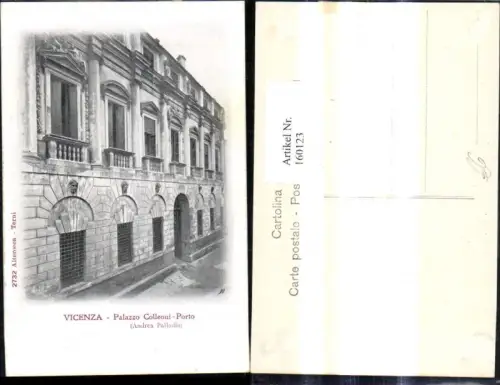 2732 Alterocca - Terni
VICENZA - Palazzo Colleoni-Porto
(Andrea Palladio)
Artikel Nr.
160123
Cartolina
Carte postale - Pos